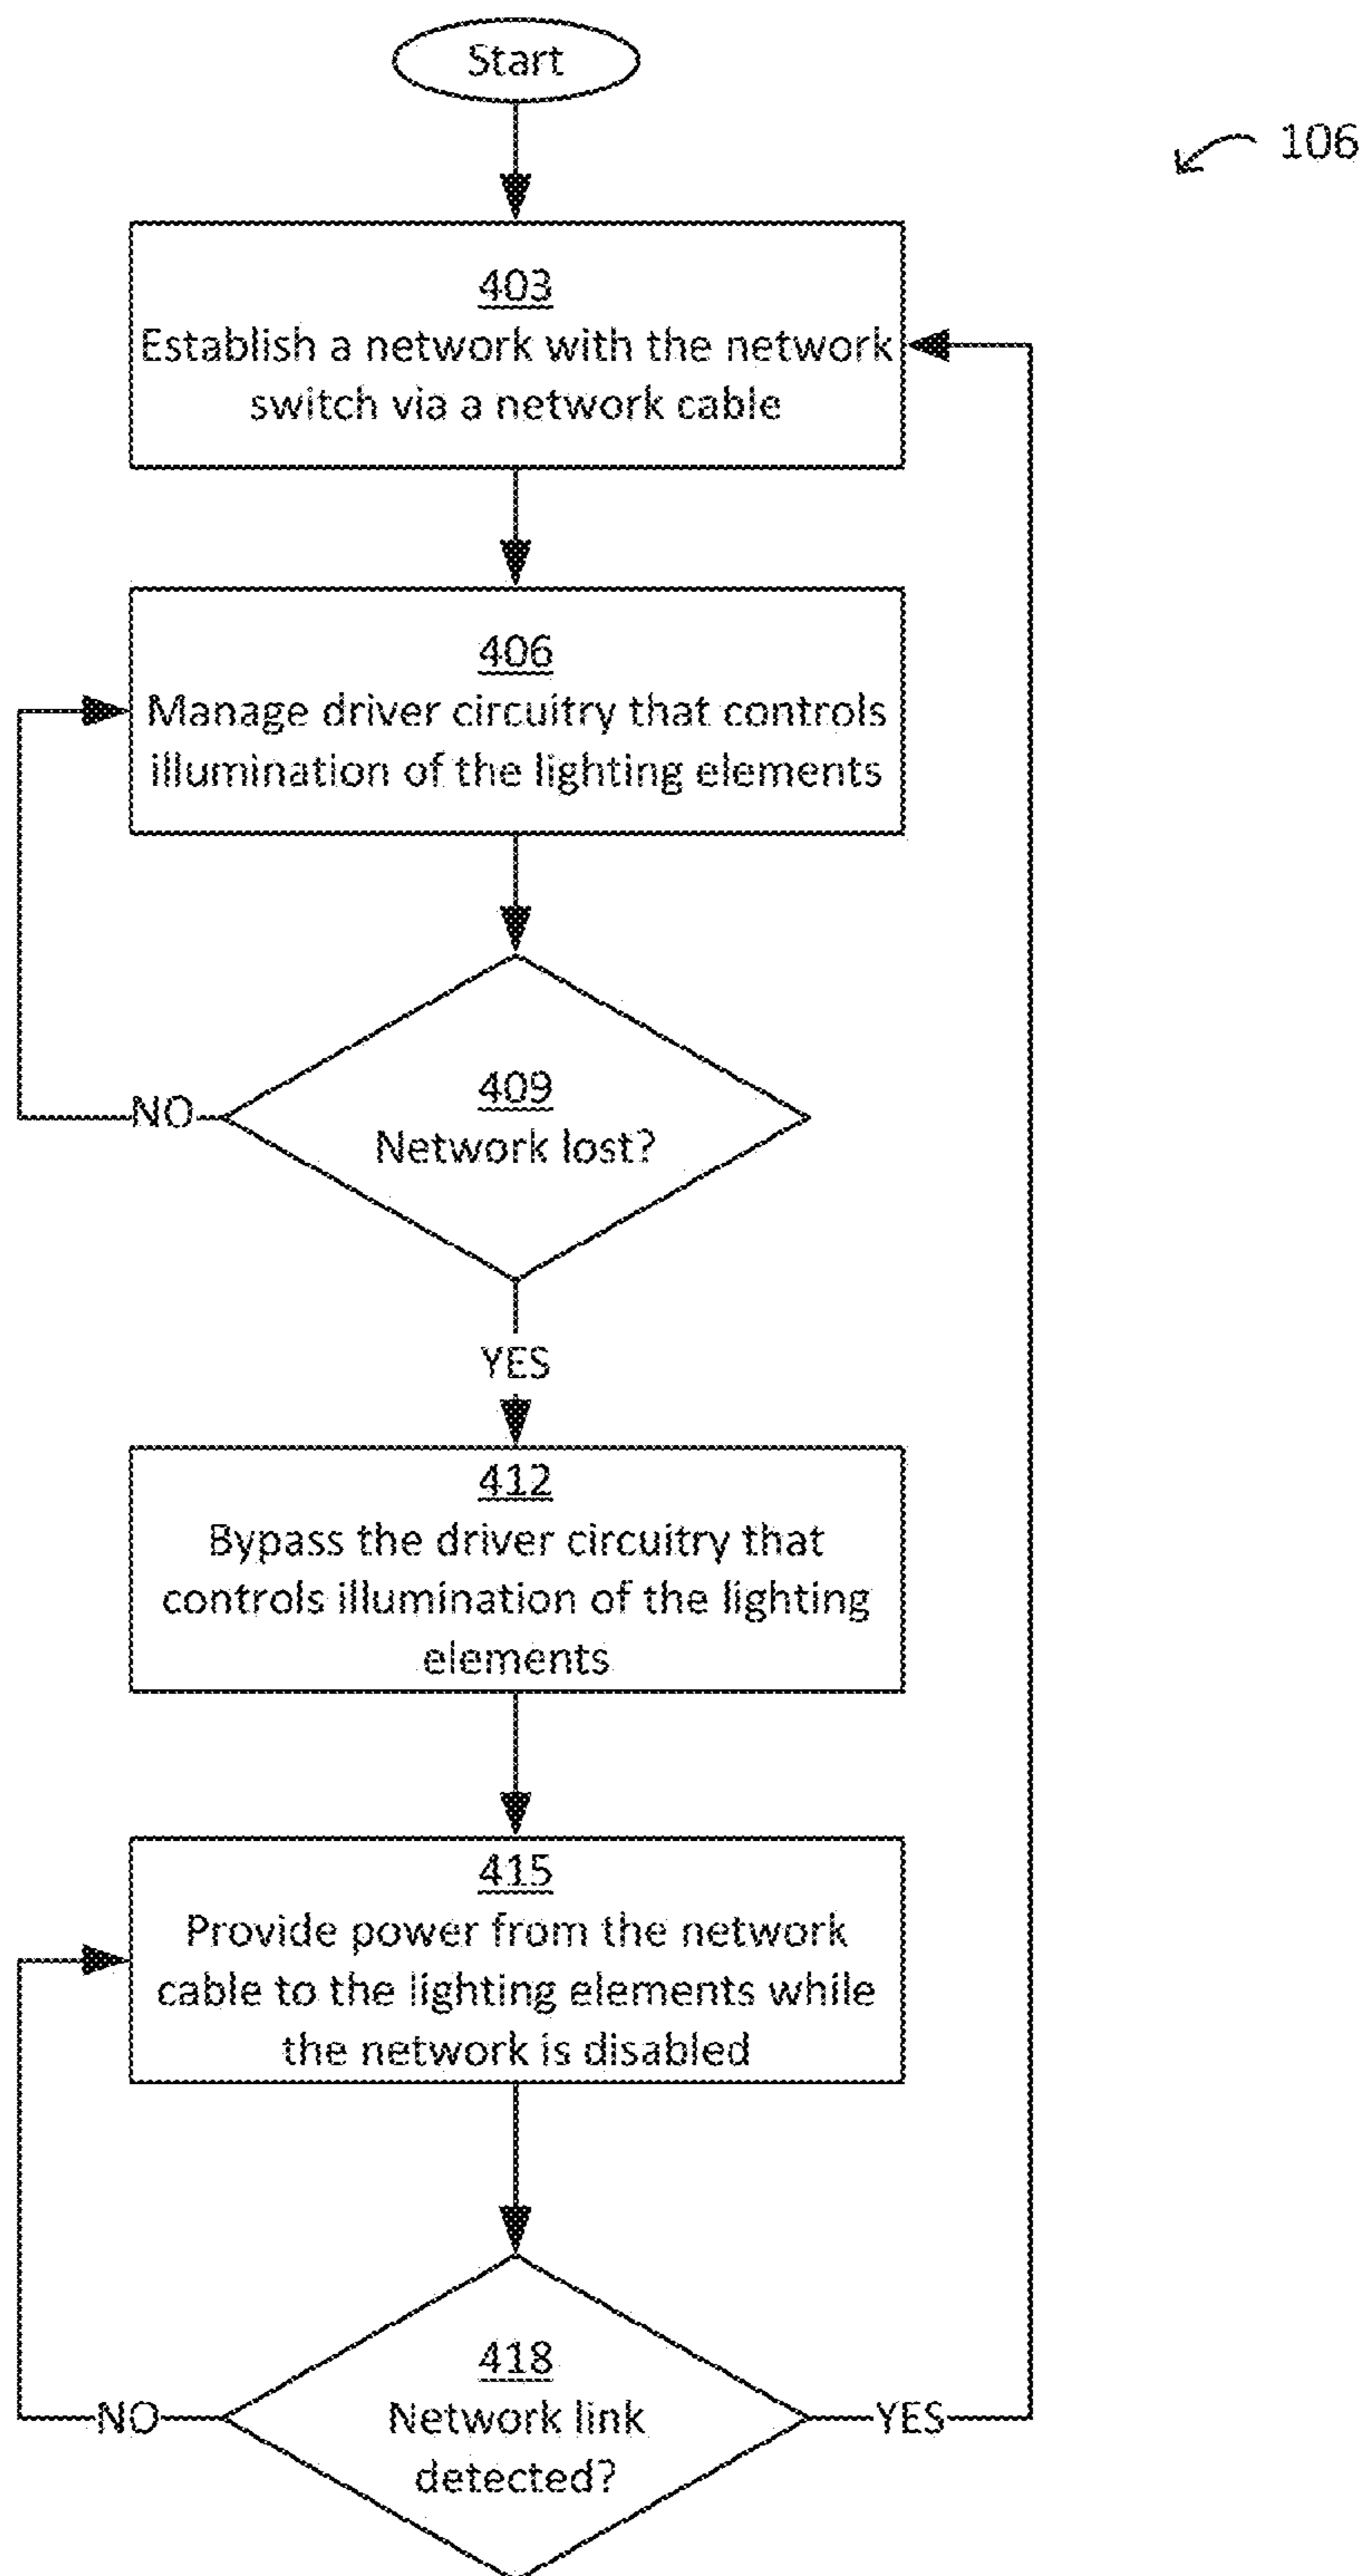 Start
106
403
Establish a network with the network
switch via a network cable
406
Manage driver circuitry that controls
illumination of the lighting elements
409
Network lost?
NO
YES
412
Bypass the driver circuitry that
controls illumination of the lighting
elements
415
Provide power from the network
cable to the lighting elements while
the network is disabled
418
Network link
detected?
NO
YES